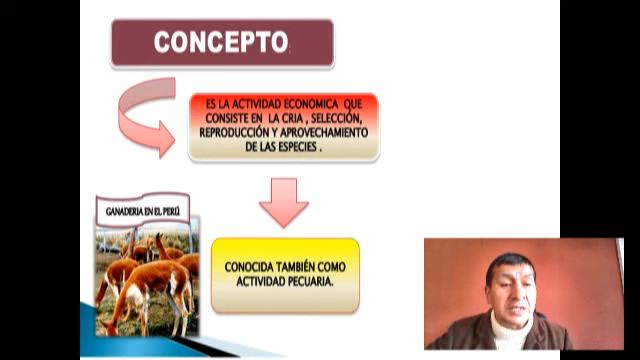 CONCEPTO:
ES LA ACTIVIDAD ECONOMICA QUE
CONSISTE EN LA CRIA , SELECCIÓN,
REPRODUCCIÓN Y APROVECHAMIENTO
DE LAS ESPECIES .
GANADERIA EN EL PERÚ
CONOCIDA TAMBIÉN COMO
ACTIVIDAD PECUARIA.